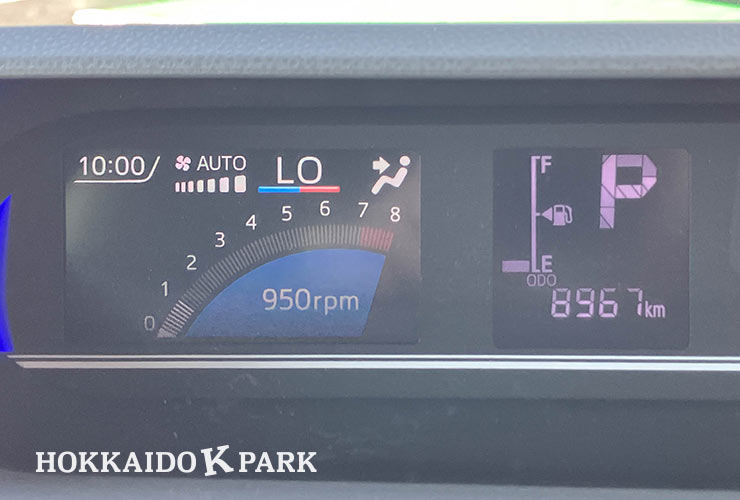 10:00
AUTO
LO
0 1 2 3 4 5 6 7 8
950rpm
F
P
E
ODO
8967km
HOKKAIDO K PARK